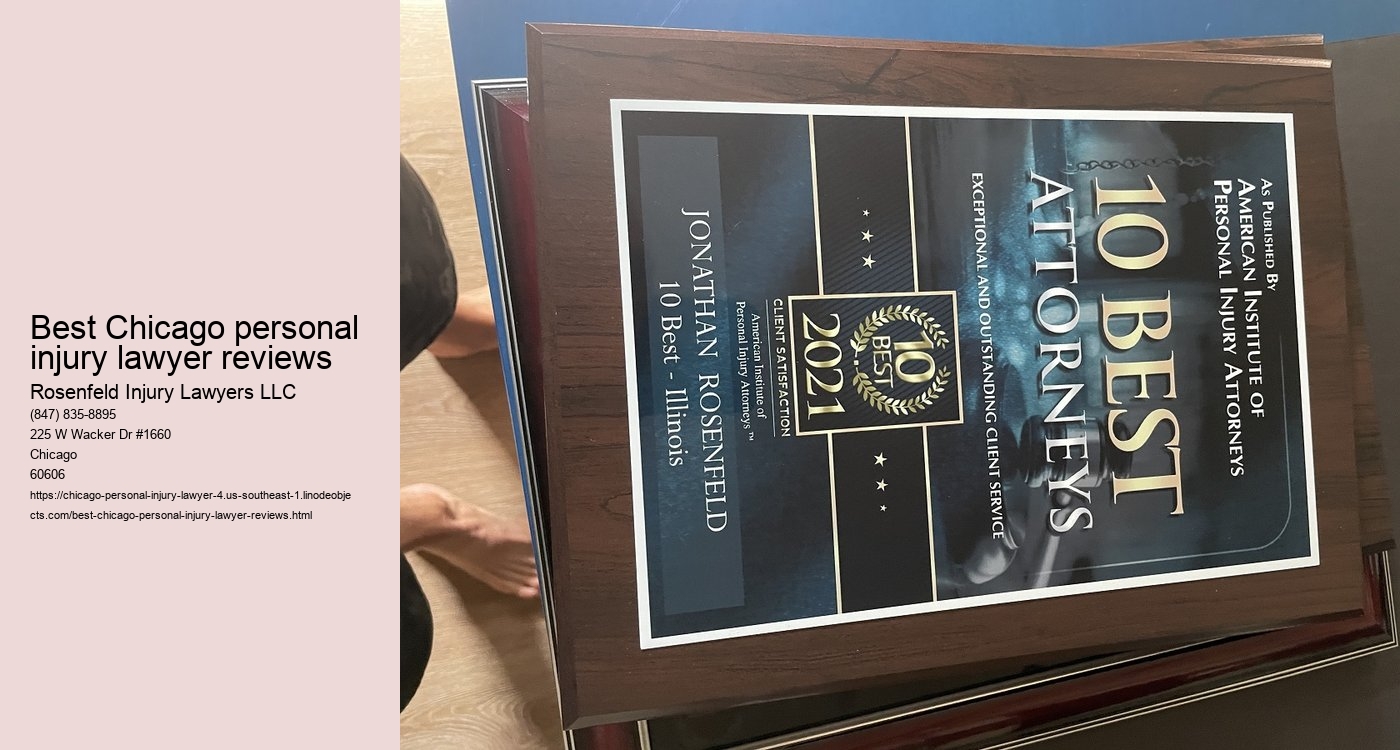 Best Chicago personal
injury lawyer reviews
Rosenfeld Injury Lawyers LLC
(847) 835-8895
225 W Wacker Dr #1660
Chicago
60606
https://chicago-personal-injury-lawyer-4.us-southeast-1.linodeobje
cts.com/best-chicago-personal-injury-lawyer-reviews.html
As Published By
American Institute of
Personal Injury Attorneys
10 BEST
ATTORNEYS
EXCEPTIONAL AND OUTSTANDING CLIENT SERVICE
10
BEST
2021
CLIENT SATISFACTION
American Institute of
Personal Injury Attorneys™
JONATHAN ROSENFELD
10 Best - Illinois